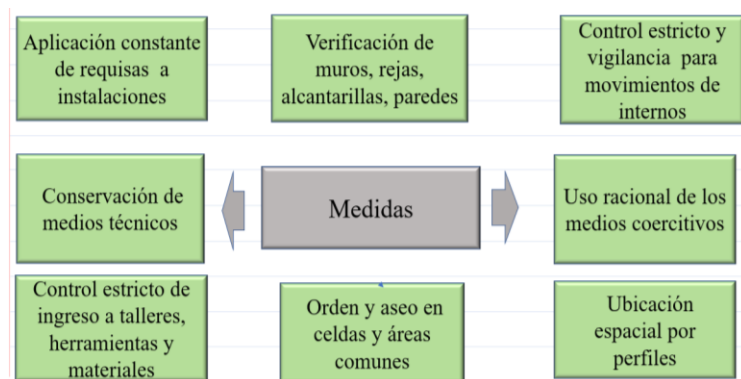 Aplicación constante
de requisas a
instalaciones
Verificación de
muros, rejas,
alcantarillas, paredes
Control estricto y
vigilancia para
movimientos de
internos
Conservación de
medios técnicos
Medidas
Uso racional de los
medios coercitivos
Control estricto de
ingreso a talleres,
herramientas y
materiales
Orden y aseo en
celdas y áreas
comunes
Ubicación
espacial por
perfiles